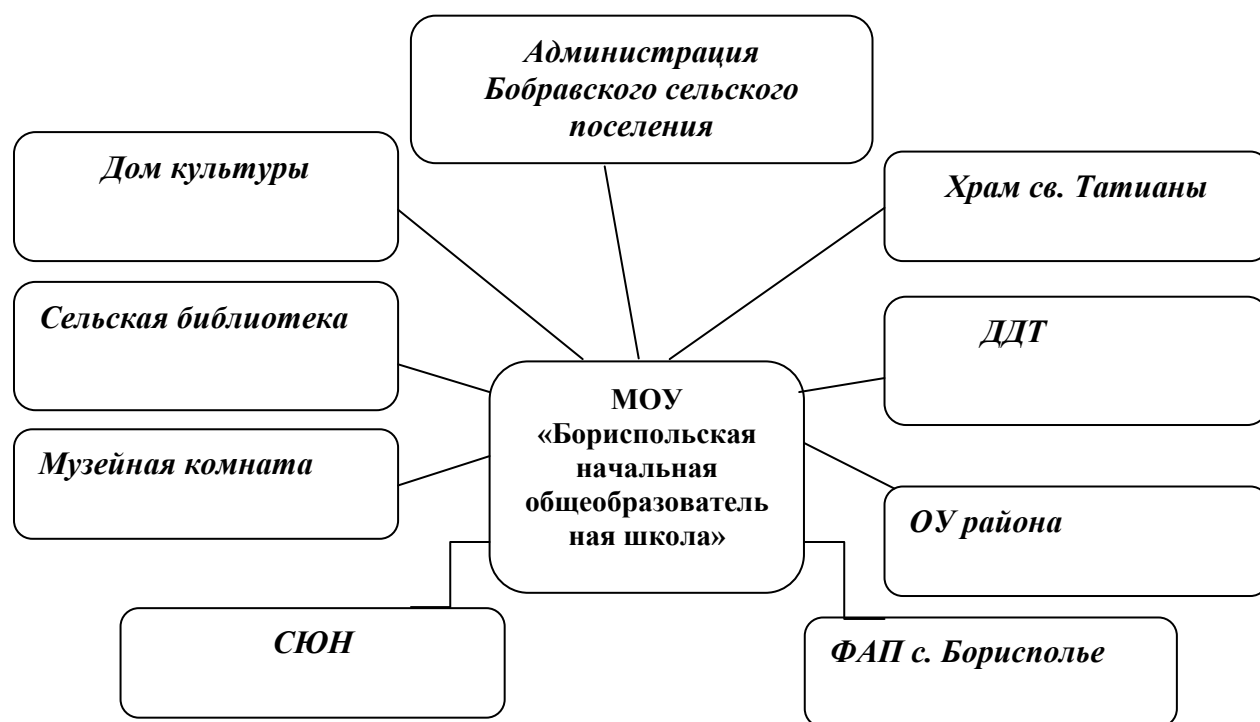 Администрация
Бобравского сельского
поселения
Дом культуры
Храм св. Татианы
Сельская библиотека
ДДТ
МОУ
«Бориспольская
начальная
общеобразователь
ная школа»
Музейная комната
ОУ района
СЮН
ФАП с. Борисполье